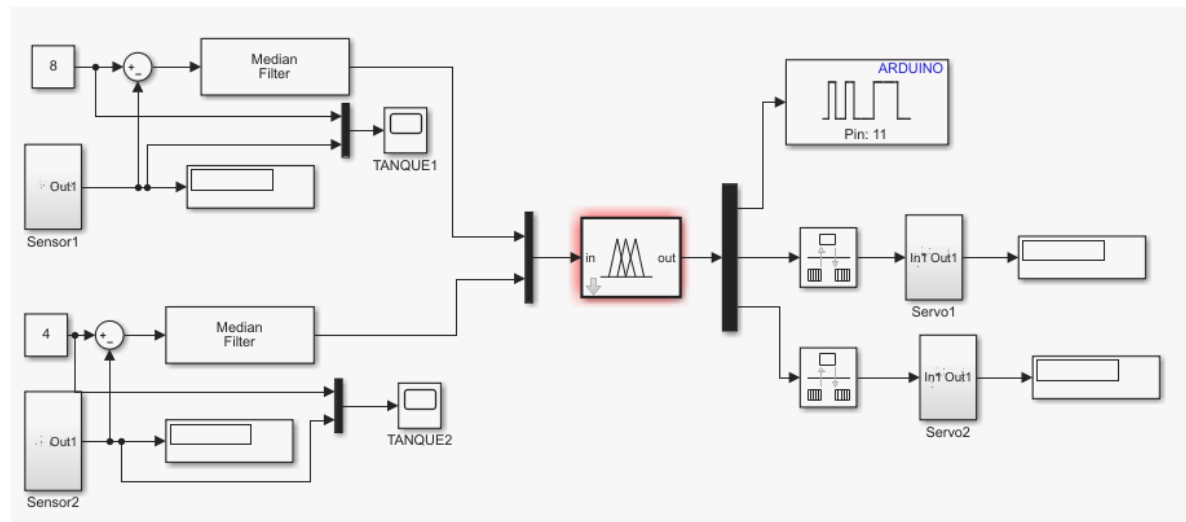 8
+
−
Median
Filter
TANQUE1
Out1
Sensor1
4
+
−
Median
Filter
TANQUE2
Out1
Sensor2
in
out
ARDUINO
Pin: 11
In1 Out1
Servo1
In1 Out1
Servo2